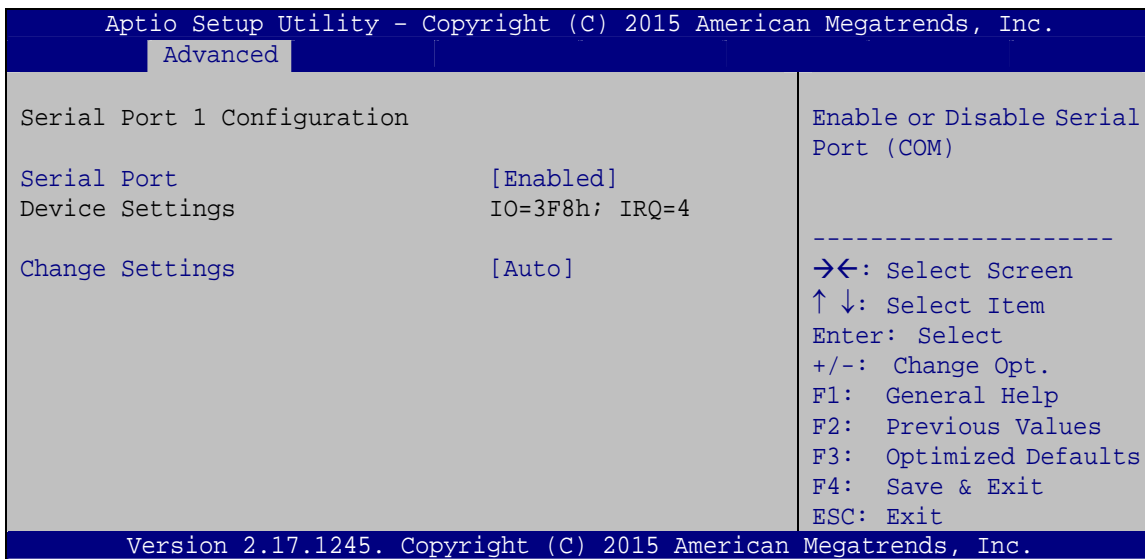 Aptio Setup Utility – Copyright (C) 2015 American Megatrends, Inc.
Advanced
Serial Port 1 Configuration
Serial Port [Enabled]
Device Settings IO=3F8h; IRQ=4
Change Settings [Auto]
Enable or Disable Serial
Port (COM)
---------------------
→←: Select Screen
↑ ↓: Select Item
Enter: Select
+/-: Change Opt.
F1: General Help
F2: Previous Values
F3: Optimized Defaults
F4: Save & Exit
ESC: Exit
Version 2.17.1245. Copyright (C) 2015 American Megatrends, Inc.